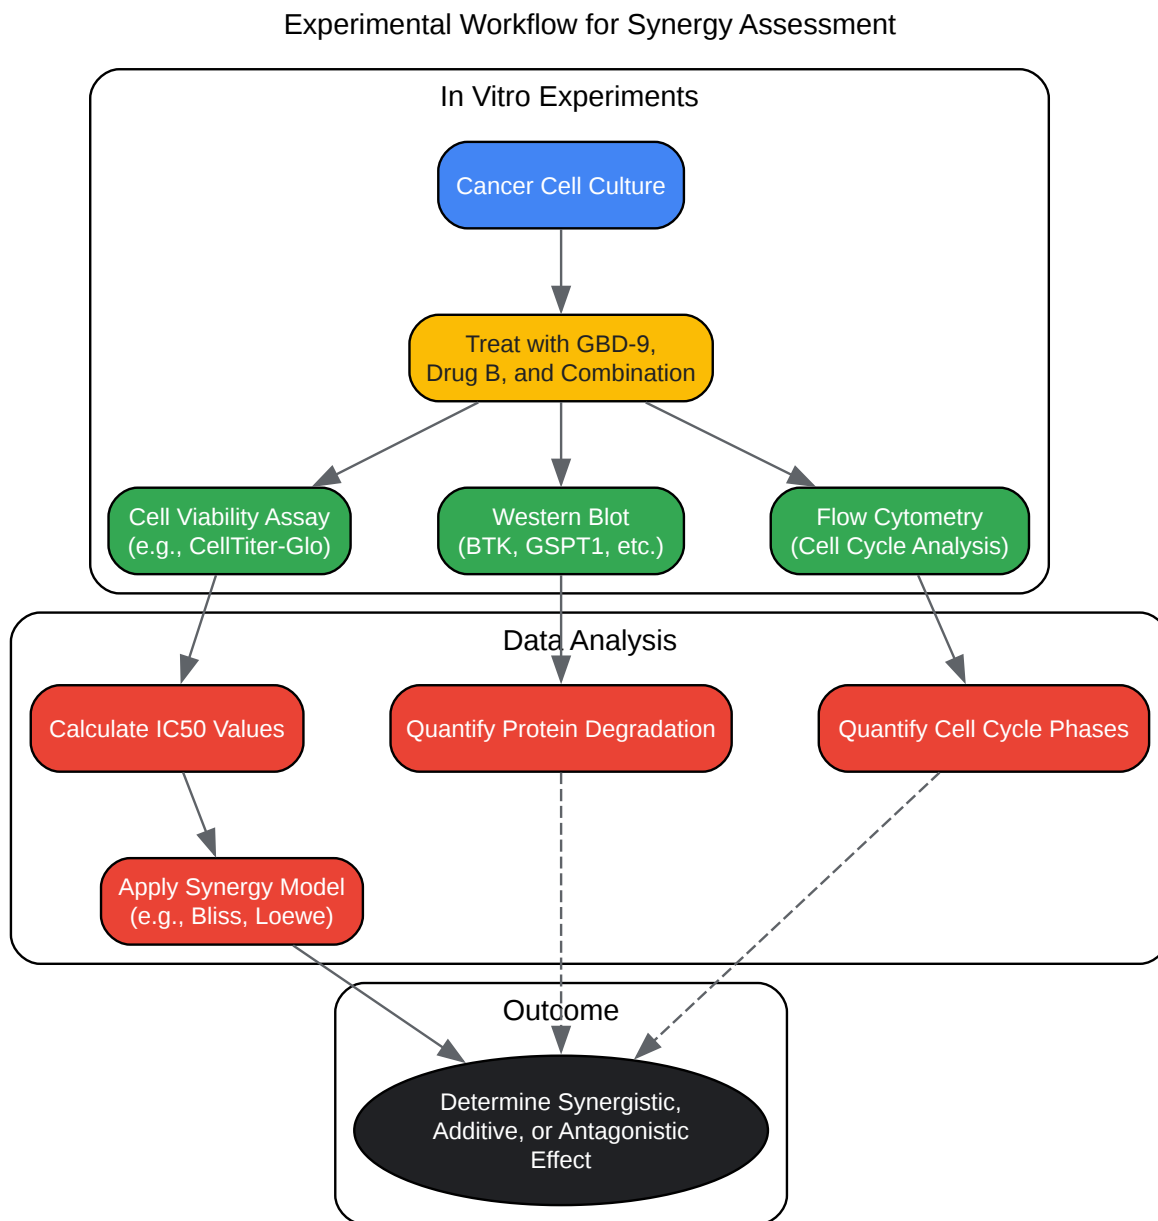 Experimental Workflow for Synergy Assessment
In Vitro Experiments
Cancer Cell Culture
Treat with GBD-9,
Drug B, and Combination
Cell Viability Assay
(e.g., CellTiter-Glo)
Western Blot
(BTK, GSPT1, etc.)
Flow Cytometry
(Cell Cycle Analysis)
Data Analysis
Calculate IC50 Values
Quantify Protein Degradation
Quantify Cell Cycle Phases
Apply Synergy Model
(e.g., Bliss, Loewe)
Outcome
Determine Synergistic,
Additive, or Antagonistic
Effect